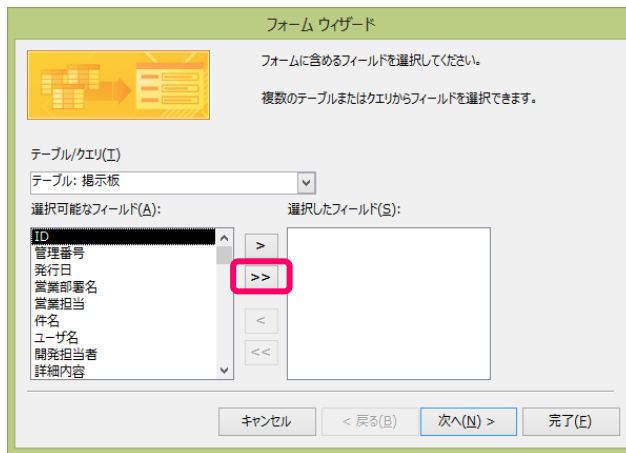 フォーム ウィザード
フォームに含めるフィールドを選択してください。
複数のテーブルまたはクエリからフィールドを選択できます。
テーブル/クエリ(T)
テーブル: 掲示板
選択可能なフィールド(A):
選択したフィールド(S):
ID
管理番号
発行日
営業部署名
営業担当
件名
ユーザ名
開発担当者
詳細内容
>
>>
<
<<
キャンセル
< 戻る(B)
次へ(N) >
完了(F)